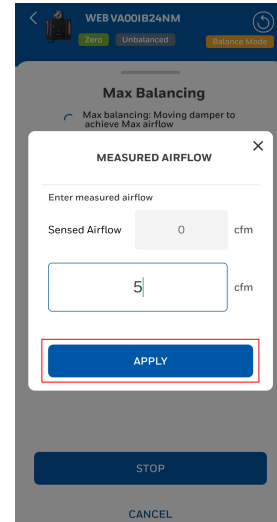 WEB VA00IB24NM
Zero Unbalanced Balance Mode
Max Balancing
Max balancing: Moving damper to
achieve Max airflow
MEASURED AIRFLOW
Enter measured airflow
Sensed Airflow 0 cfm
5 cfm
APPLY
STOP
CANCEL